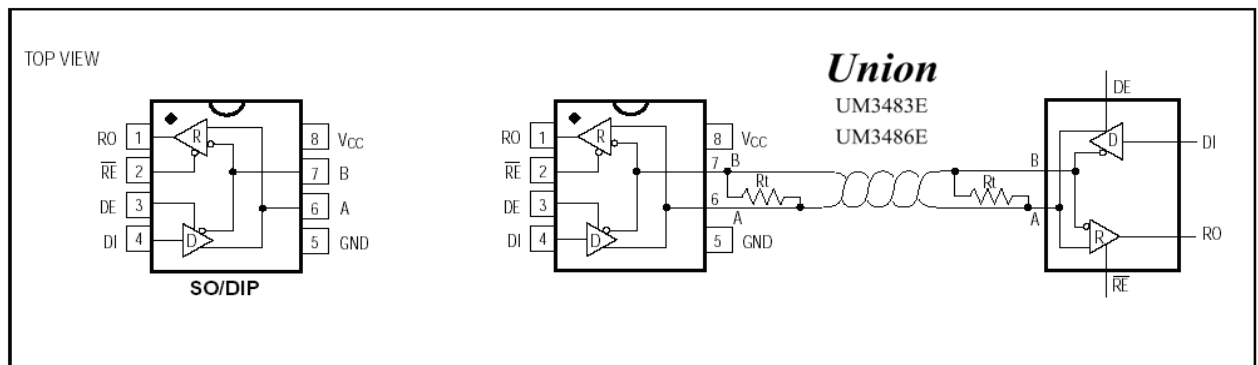 TOP VIEW
Union
UM3483E
UM3486E
RO 1
R
8 VCC
RE 2
7 B
DE 3
6 A
DI 4
D
5 GND
SO/DIP
RO 1
R
8 VCC
RE 2
7 B
Rt
DE 3
6 A
DI 4
D
5 GND
DE
D
DI
B
Rt
A
R
RO
RE